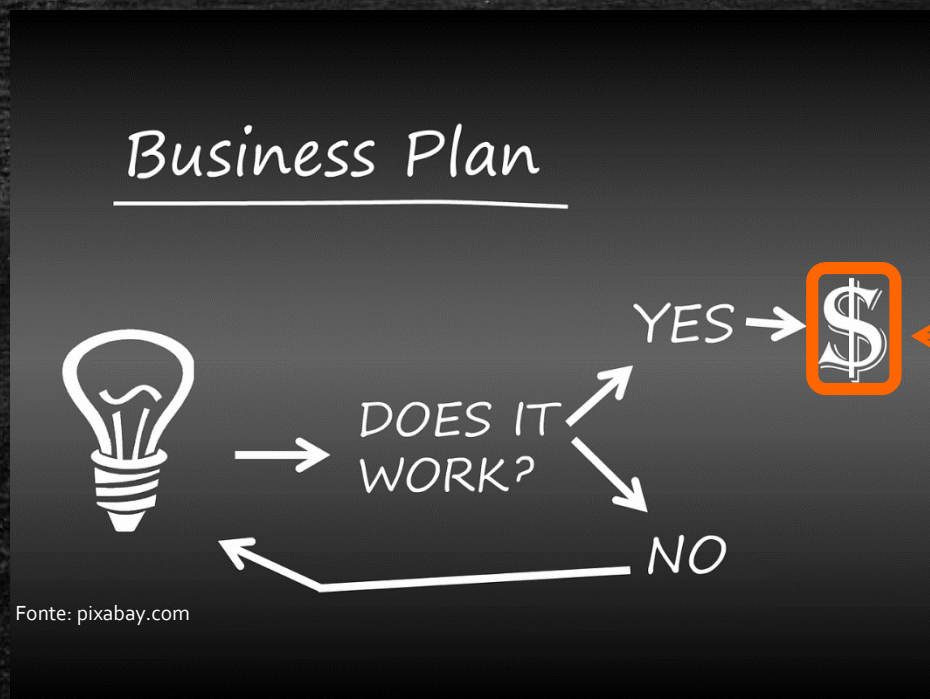 Business Plan
YES
$
DOES IT
WORK?
NO
Fonte: pixabay.com